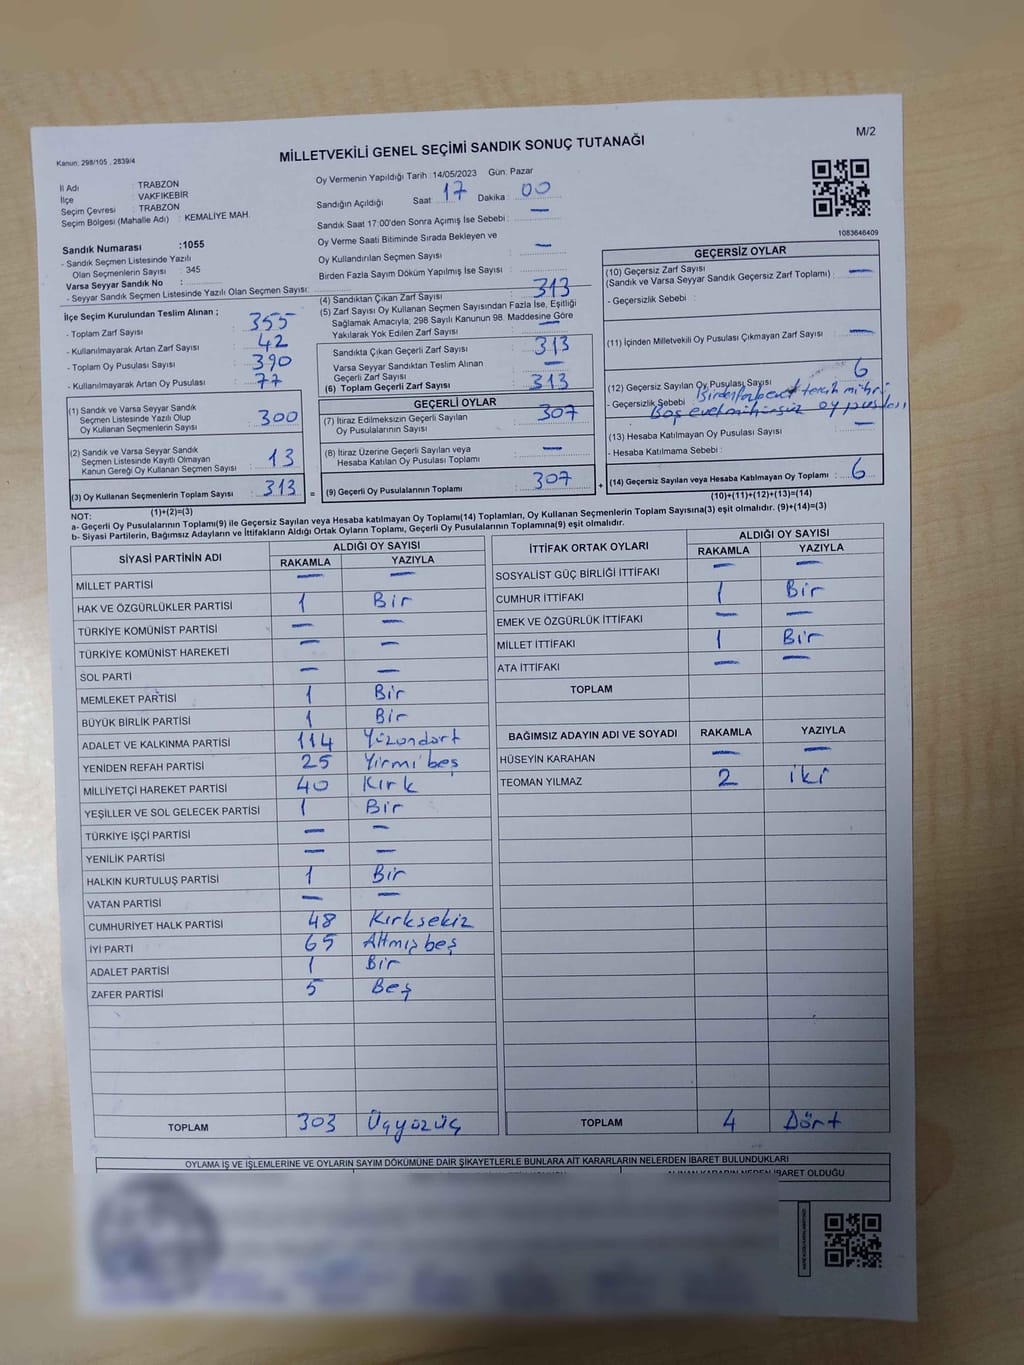 M/2
Kanun: 298/105 , 2839/4
MİLLETVEKİLİ GENEL SEÇİMİ SANDIK SONUÇ TUTANAĞI
İl Adı : TRABZON
İlçe : VAKFIKEBİR
Seçim Çevresi : TRABZON
Seçim Bölgesi (Mahalle Adı) : KEMALİYE MAH.
Sandık Numarası :1055
- Sandık Seçmen Listesinde Yazılı
Olan Seçmenlerin Sayısı : 345
Varsa Seyyar Sandık No :
- Seyyar Sandık Seçmen Listesinde Yazılı Olan Seçmen Sayısı:
Oy Vermenin Yapıldığı Tarih :14/05/2023 Gün: Pazar
Sandığın Açıldığı Saat : 17 Dakika : 00
Sandık Saat 17:00'den Sonra Açımış İse Sebebi : —
Oy Verme Saati Bitiminde Sırada Bekleyen ve
Oy Kullandırılan Seçmen Sayısı : —
Birden Fazla Sayım Döküm Yapılmış İse Sayısı :
1083646409
İlçe Seçim Kurulundan Teslim Alınan ;
- Toplam Zarf Sayısı : 355
- Kullanılmayarak Artan Zarf Sayısı : 42
- Toplam Oy Pusulası Sayısı : 390
- Kullanılmayarak Artan Oy Pusulası : 77
(1) Sandık ve Varsa Seyyar Sandık
Seçmen Listesinde Yazılı Olup
Oy Kullanan Seçmenlerin Sayısı : 300
(2) Sandık ve Varsa Seyyar Sandık
Seçmen Listesinde Kayıtlı Olmayan
Kanun Gereği Oy Kullanan Seçmen Sayısı : 13
(3) Oy Kullanan Seçmenlerin Toplam Sayısı : 313
(1)+(2)=(3)
(4) Sandıktan Çıkan Zarf Sayısı : 313
(5) Zarf Sayısı Oy Kullanan Seçmen Sayısından Fazla İse, Eşitliği
Sağlamak Amacıyla, 298 Sayılı Kanunun 98. Maddesine Göre
Yakılarak Yok Edilen Zarf Sayısı : —
Sandıkta Çıkan Geçerli Zarf Sayısı : 313
Varsa Seyyar Sandıktan Teslim Alınan
Geçerli Zarf Sayısı : —
(6) Toplam Geçerli Zarf Sayısı : 313
GEÇERLİ OYLAR
(7) İtiraz Edilmeksizin Geçerli Sayılan
Oy Pusulalarının Sayısı : 307
(8) İtiraz Üzerine Geçerli Sayılan veya
Hesaba Katılan Oy Pusulası Toplamı : —
= (9) Geçerli Oy Pusulalarının Toplamı : 307
GEÇERSİZ OYLAR
(10) Geçersiz Zarf Sayısı
(Sandık ve Varsa Seyyar Sandık Geçersiz Zarf Toplamı) : —
- Geçersizlik Sebebi :
(11) İçinden Milletvekili Oy Pusulası Çıkmayan Zarf Sayısı : —
(12) Geçersiz Sayılan Oy Pusulası Sayısı : 6
- Geçersizlik Sebebi : Birden fazla evet tercih mührü
Boş evet mühürsüz oy pusulası
(13) Hesaba Katılmayan Oy Pusulası Sayısı : —
- Hesaba Katılmama Sebebi :
+ (14) Geçersiz Sayılan veya Hesaba Katılmayan Oy Toplamı : 6
(10)+(11)+(12)+(13)=(14)
NOT:
a- Geçerli Oy Pusulalarının Toplamı(9) ile Geçersiz Sayılan veya Hesaba katılmayan Oy Toplamı(14) Toplamları, Oy Kullanan Seçmenlerin Toplam Sayısına(3) eşit olmalıdır. (9)+(14)=(3)
b- Siyasi Partilerin, Bağımsız Adayların ve İttifakların Aldığı Ortak Oyların Toplamı, Geçerli Oy Pusulalarının Toplamına(9) eşit olmalıdır.
SİYASİ PARTİNİN ADI ALDIĞI OY SAYISI
RAKAMLA YAZIYLA
MİLLET PARTİSİ — —
HAK VE ÖZGÜRLÜKLER PARTİSİ 1 Bir
TÜRKİYE KOMÜNİST PARTİSİ — —
TÜRKİYE KOMÜNİST HAREKETİ — —
SOL PARTİ — —
MEMLEKET PARTİSİ 1 Bir
BÜYÜK BİRLİK PARTİSİ 1 Bir
ADALET VE KALKINMA PARTİSİ 114 Yüzondört
YENİDEN REFAH PARTİSİ 25 Yirmi beş
MİLLİYETÇİ HAREKET PARTİSİ 40 Kırk
YEŞİLLER VE SOL GELECEK PARTİSİ 1 Bir
TÜRKİYE İŞÇİ PARTİSİ — —
YENİLİK PARTİSİ — —
HALKIN KURTULUŞ PARTİSİ 1 Bir
VATAN PARTİSİ — —
CUMHURİYET HALK PARTİSİ 48 Kırksekiz
İYİ PARTİ 65 Altmış beş
ADALET PARTİSİ 1 Bir
ZAFER PARTİSİ 5 Beş
TOPLAM 303 Üçyüzüç
İTTİFAK ORTAK OYLARI ALDIĞI OY SAYISI
RAKAMLA YAZIYLA
SOSYALİST GÜÇ BİRLİĞİ İTTİFAKI — —
CUMHUR İTTİFAKI 1 Bir
EMEK VE ÖZGÜRLÜK İTTİFAKI — —
MİLLET İTTİFAKI 1 Bir
ATA İTTİFAKI — —
TOPLAM
BAĞIMSIZ ADAYIN ADI VE SOYADI RAKAMLA YAZIYLA
HÜSEYİN KARAHAN — —
TEOMAN YILMAZ 2 iki
TOPLAM 4 Dört
OYLAMA İŞ VE İŞLEMLERİNE VE OYLARIN SAYIM DÖKÜMÜNE DAİR ŞİKAYETLERLE BUNLARA AİT KARARLARIN NELERDEN İBARET BULUNDUKLARI
ALINAN KARARIN NEDEN İBARET OLDUĞU